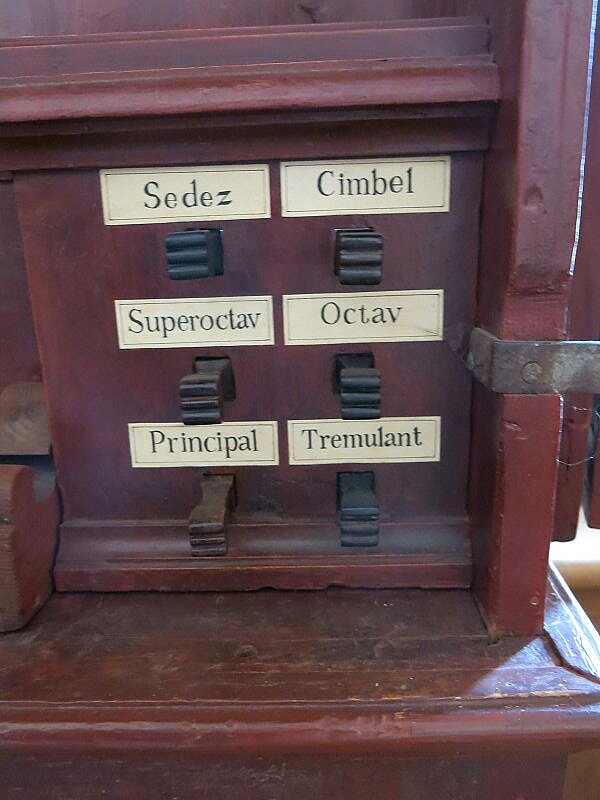 Sedez
Cimbel
Superoctav
Octav
Principal
Tremulant